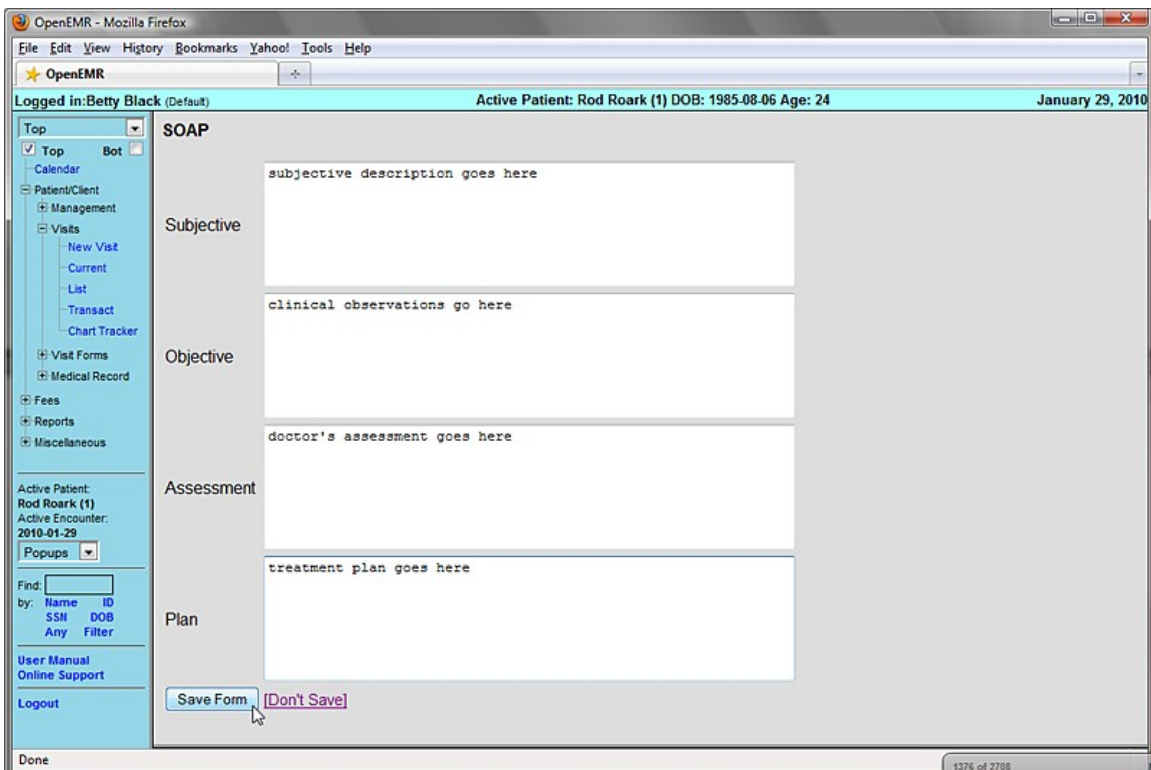 OpenEMR - Mozilla Firefox
File Edit View History Bookmarks Yahoo! Tools Help
OpenEMR
Logged in:Betty Black (Default) Active Patient: Rod Roark (1) DOB: 1985-08-06 Age: 24 January 29, 2010
Top
Top Bot
Calendar
Patient/Client
Management
Visits
New Visit
Current
List
Transact
Chart Tracker
Visit Forms
Medical Record
Fees
Reports
Miscellaneous
Active Patient:
Rod Roark (1)
Active Encounter:
2010-01-29
Popups
Find:
by: Name ID
SSN DOB
Any Filter
User Manual
Online Support
Logout
SOAP
Subjective
subjective description goes here
Objective
clinical observations go here
Assessment
doctor's assessment goes here
Plan
treatment plan goes here
Save Form [Don't Save]
Done
1376 of 2708